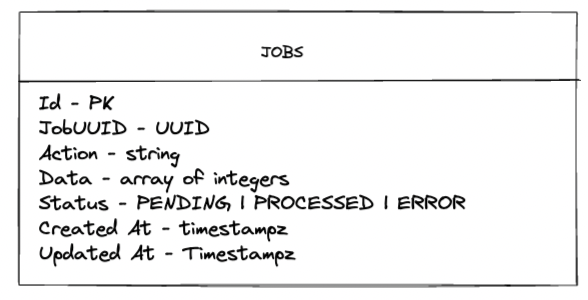 JOBS
Id - PK
JobUUID - UUID
Action - string
Data - array of integers
Status - PENDING | PROCESSED | ERROR
Created At - timestampz
Updated At - Timestampz